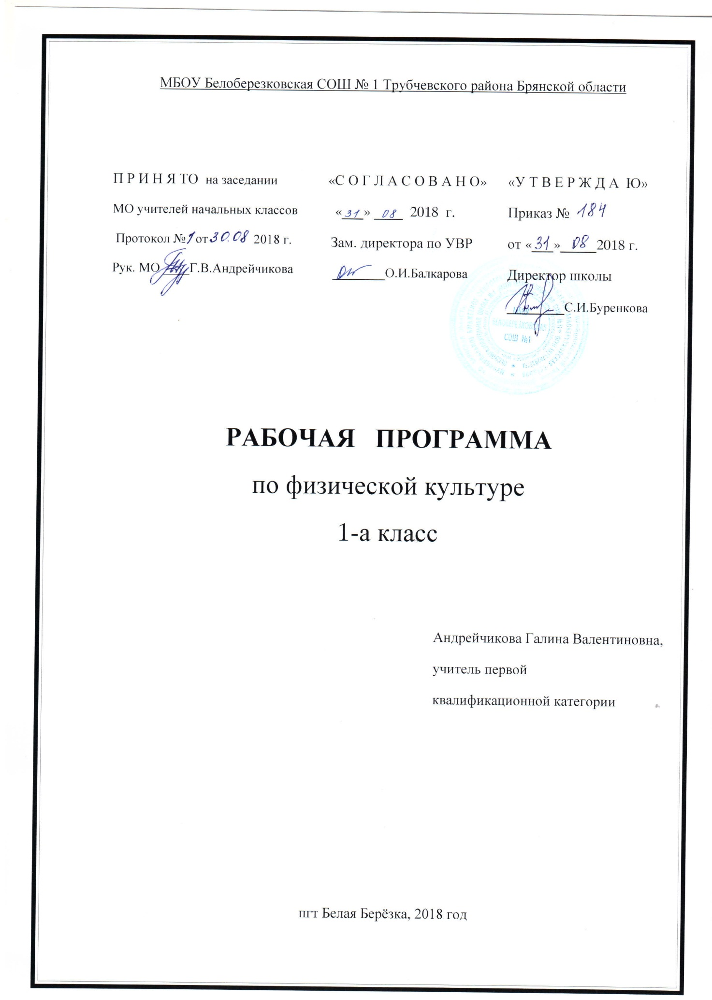 МБОУ Белоберезковская СОШ № 1 Трубчевского района Брянской области
П Р И Н Я ТО на заседании
МО учителей начальных классов
Протокол №1 от 30.08 2018 г.
Рук. МО ____Г.В.Андрейчикова
«С О Г Л А С О В А Н О»
«31» 08 2018 г.
Зам. директора по УВР
________О.И.Балкарова
«У Т В Е Р Ж Д А Ю»
Приказ № 184
от «31» 08 2018 г.
Директор школы
________С.И.Буренкова
СОШ №1
РАБОЧАЯ ПРОГРАММА
по физической культуре
1-а класс
Андрейчикова Галина Валентиновна,
учитель первой
квалификационной категории
пгт Белая Берёзка, 2018 год